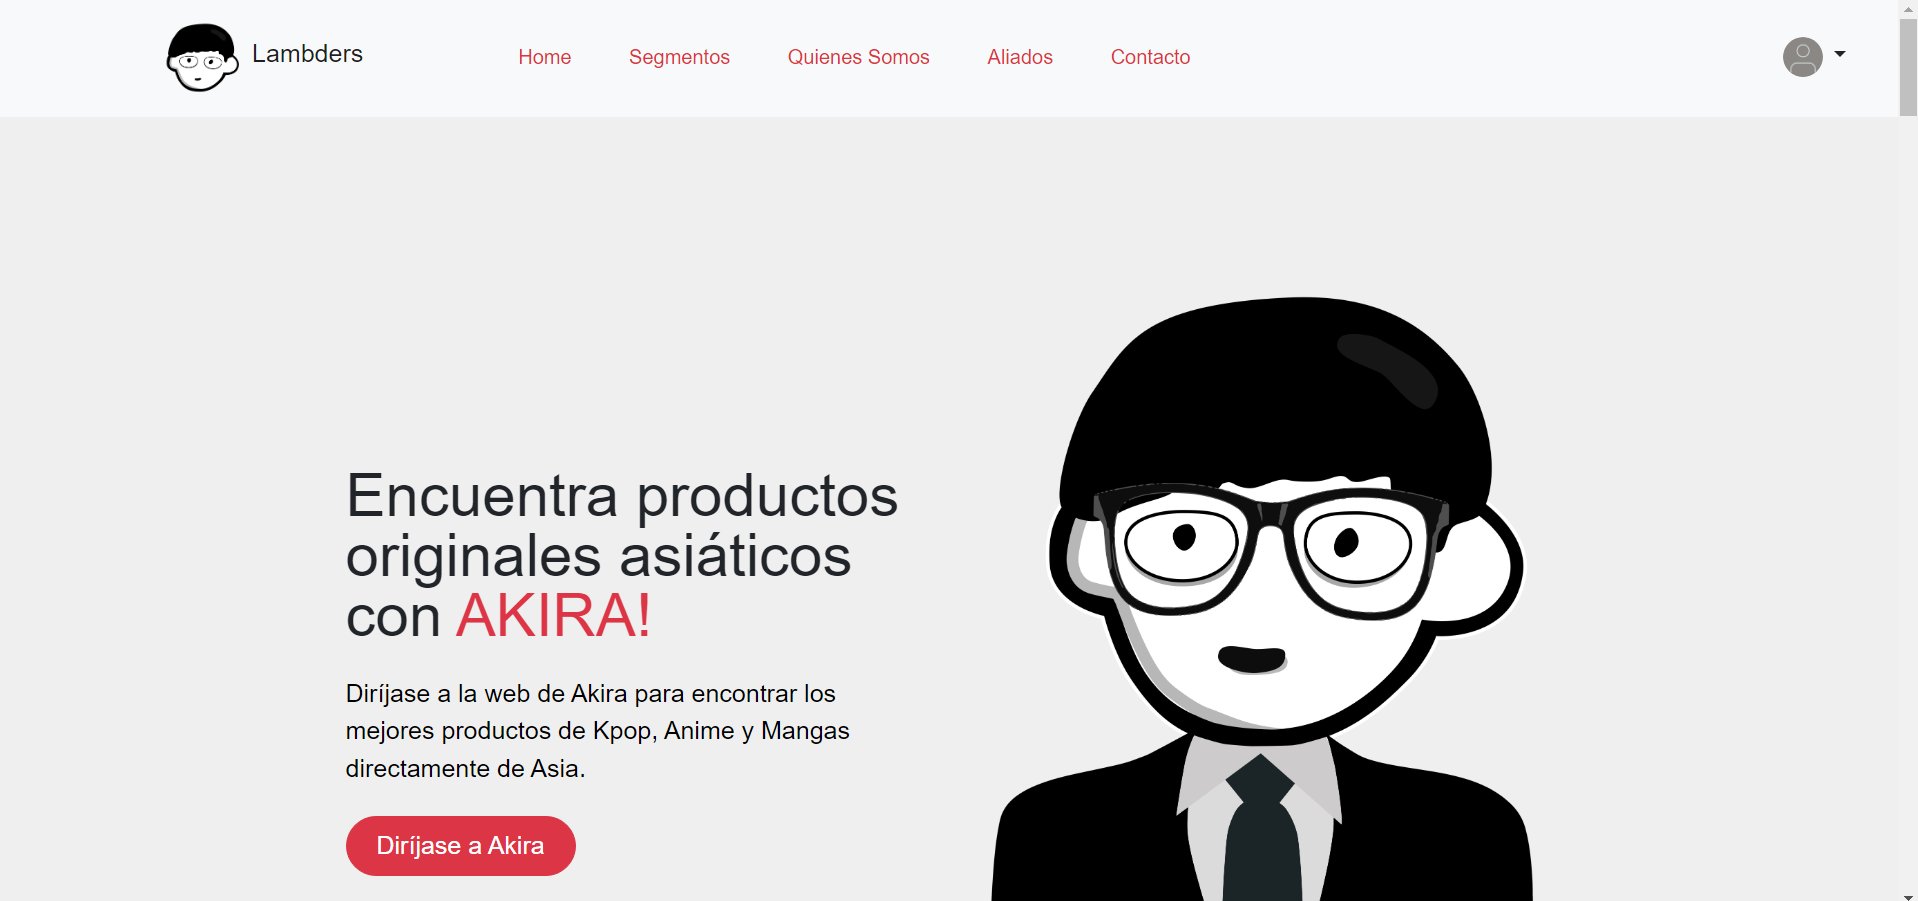 Lambders
Home
Segmentos
Quienes Somos
Aliados
Contacto
Encuentra productos
originales asiáticos
con AKIRA!
Diríjase a la web de Akira para encontrar los
mejores productos de Kpop, Anime y Mangas
directamente de Asia.
Diríjase a Akira